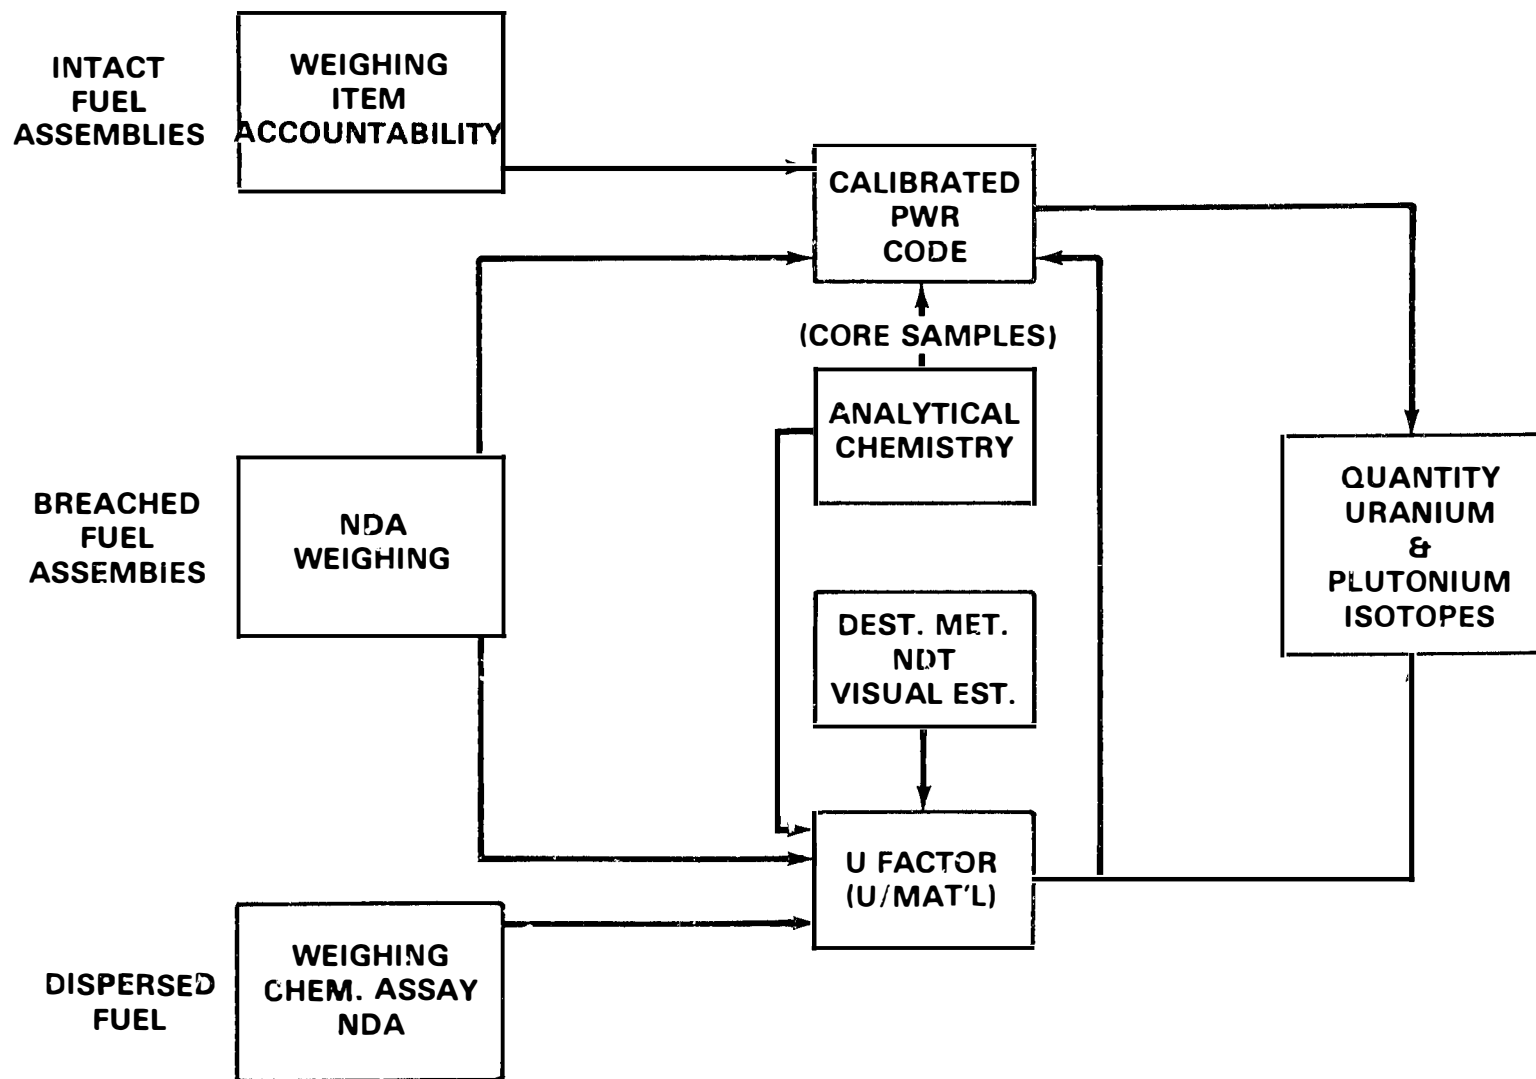 INTACT
FUEL
ASSEMBLIES
WEIGHING
ITEM
ACCOUNTABILITY
CALIBRATED
PWR
CODE
(CORE SAMPLES)
ANALYTICAL
CHEMISTRY
BREACHED
FUEL
ASSEMBIES
NDA
WEIGHING
QUANTITY
URANIUM
&
PLUTONIUM
ISOTOPES
DEST. MET.
NDT
VISUAL EST.
U FACTOR
(U/MAT'L)
DISPERSED
FUEL
WEIGHING
CHEM. ASSAY
NDA